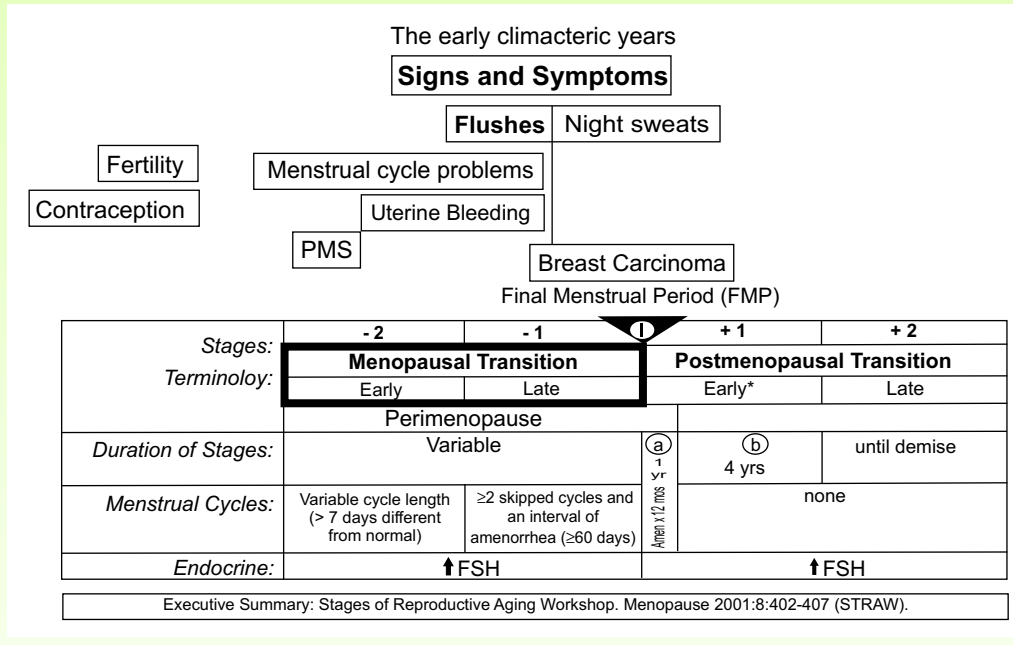 The early climacteric years
Signs and Symptoms
Flushes Night sweats
Fertility
Menstrual cycle problems
Contraception
Uterine Bleeding
PMS
Breast Carcinoma
Final Menstrual Period (FMP)
Stages: - 2 - 1 I + 1 + 2
Terminoloy: Menopausal Transition Postmenopausal Transition
Early Late Early* Late
Perimenopause
Duration of Stages: Variable a 1 yr b 4 yrs until demise
Menstrual Cycles: Variable cycle length
(> 7 days different
from normal)
≥2 skipped cycles and
an interval of
amenorrhea (≥60 days)
Amen x12 mos
none
Endocrine: ⬆FSH ⬆FSH
Executive Summary: Stages of Reproductive Aging Workshop. Menopause 2001:8:402-407 (STRAW).